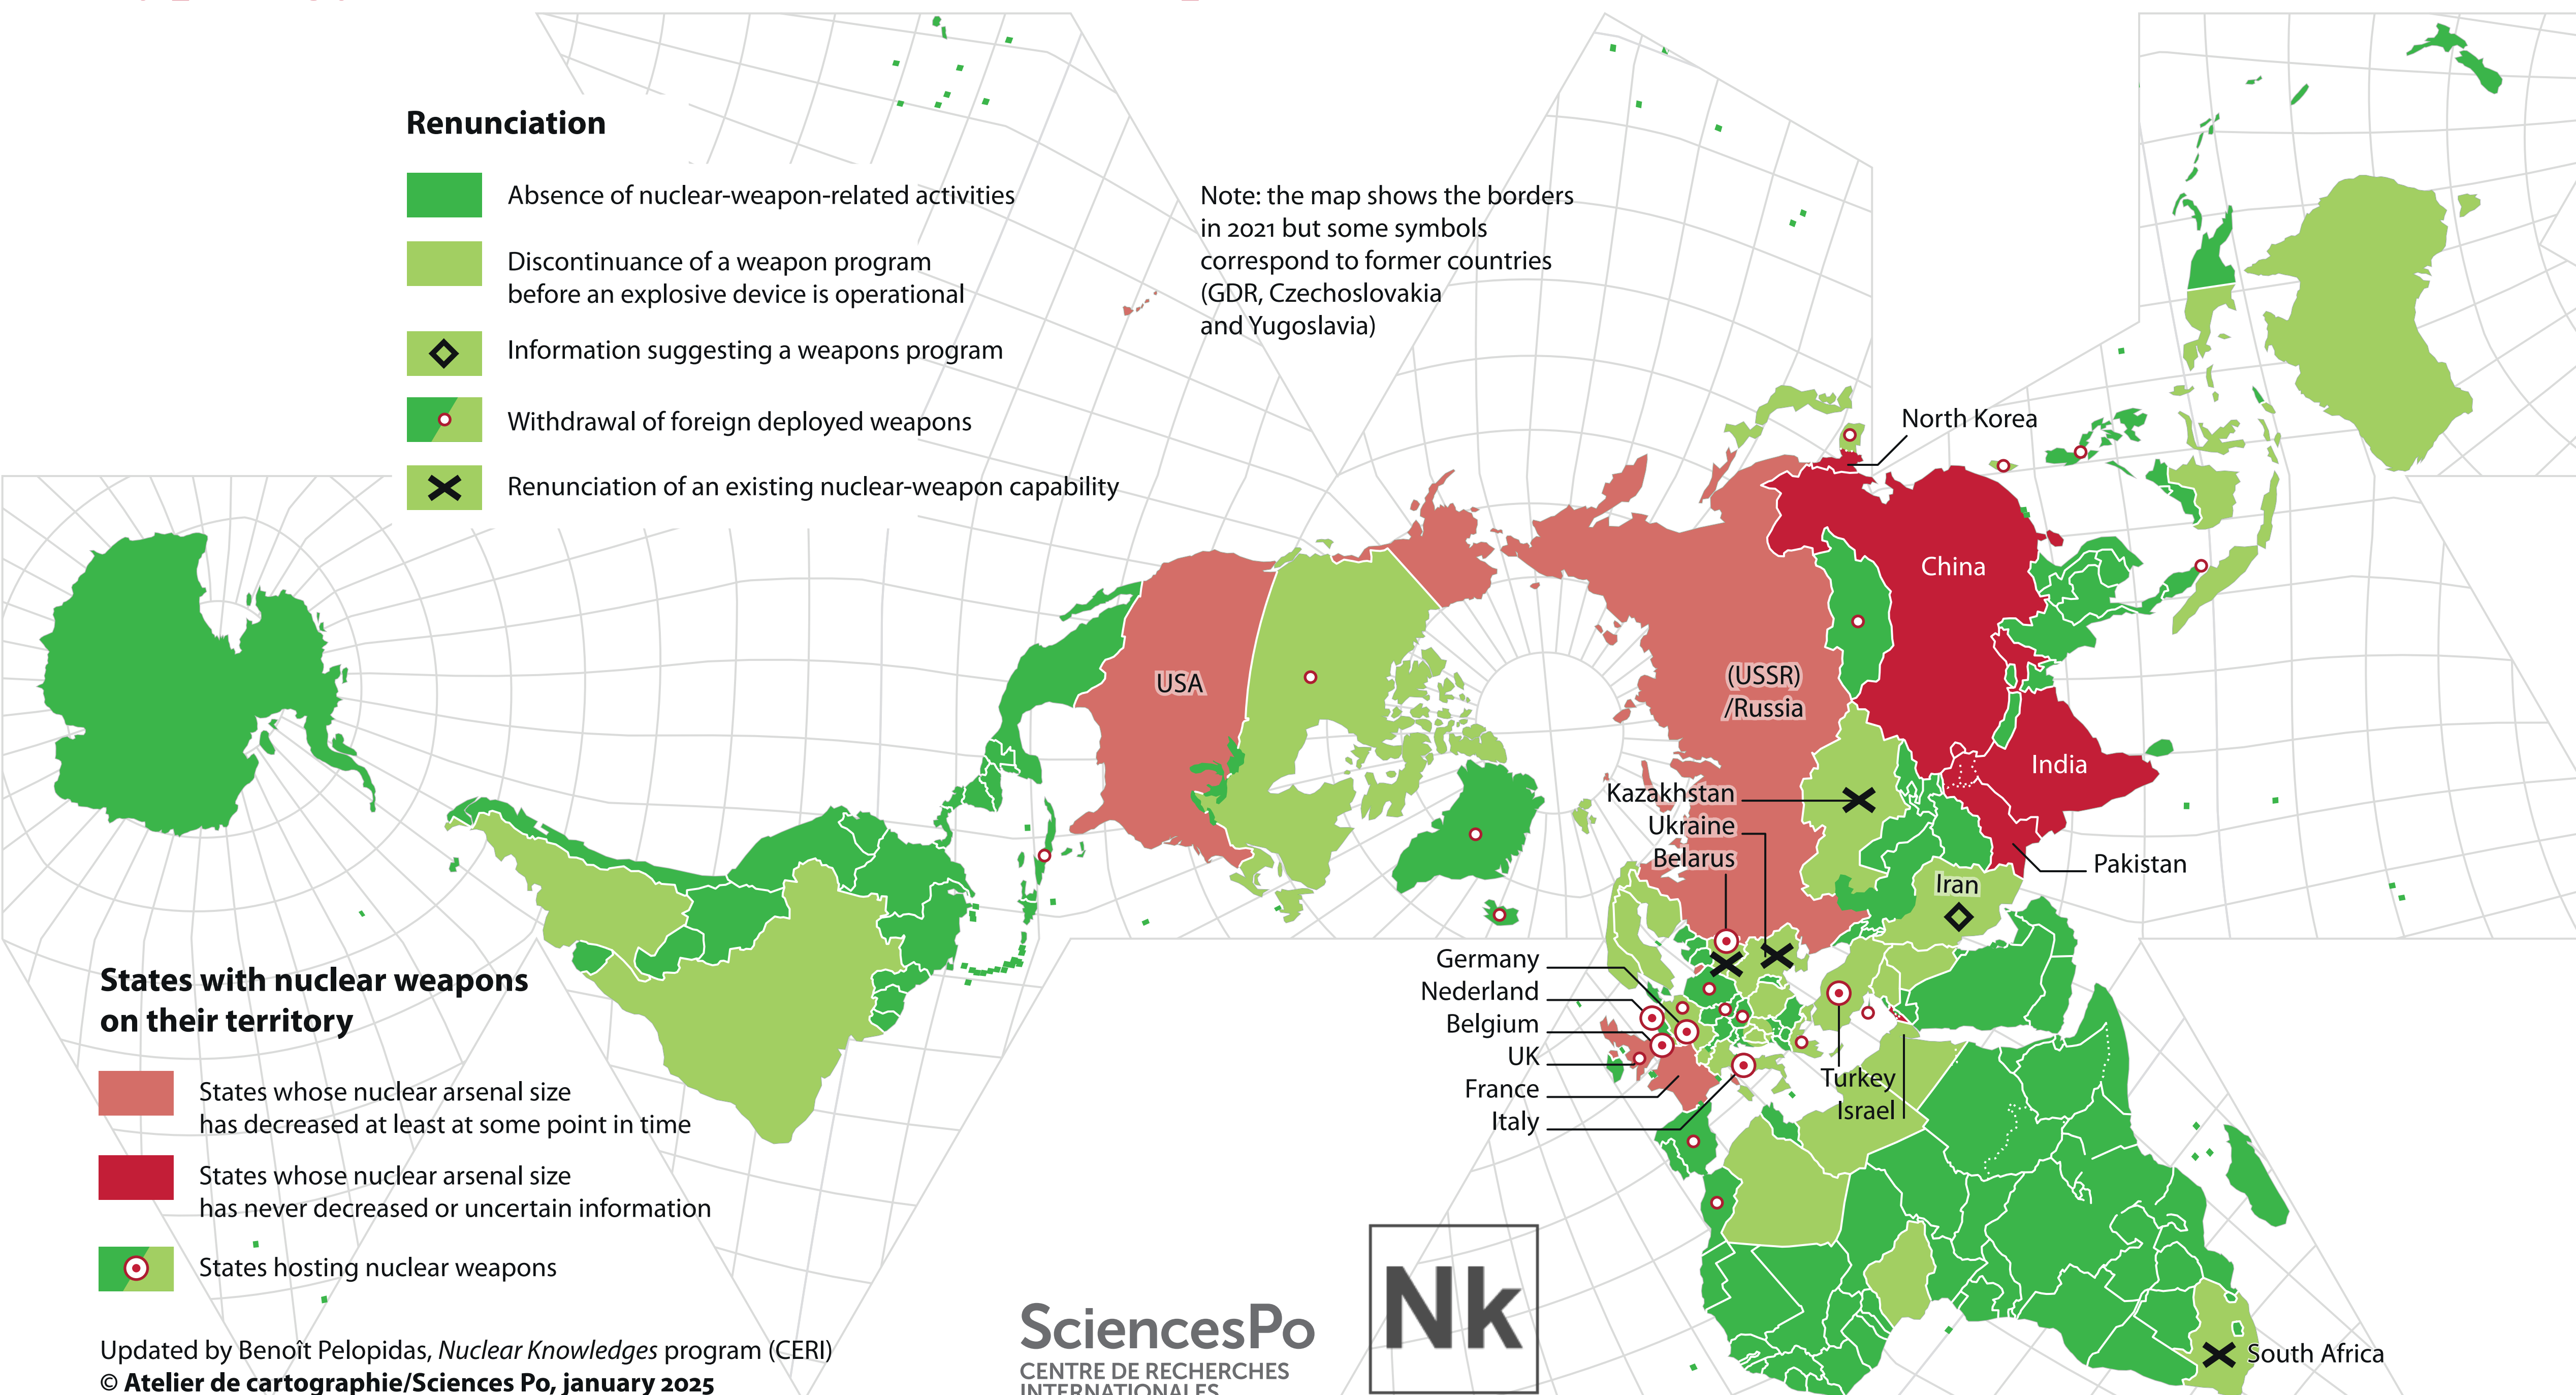 Renunciation
Absence of nuclear-weapon-related activities
Discontinuance of a weapon program
before an explosive device is operational
Information suggesting a weapons program
Withdrawal of foreign deployed weapons
Renunciation of an existing nuclear-weapon capability
Note: the map shows the borders
in 2021 but some symbols
correspond to former countries
(GDR, Czechoslovakia
and Yugoslavia)
North Korea
China
USA
(USSR)
/Russia
India
Kazakhstan
Ukraine
Belarus
Pakistan
Iran
Germany
Nederland
Belgium
UK
France
Italy
Turkey
Israel
South Africa
States with nuclear weapons
on their territory
States whose nuclear arsenal size
has decreased at least at some point in time
States whose nuclear arsenal size
has never decreased or uncertain information
States hosting nuclear weapons
Updated by Benoît Pelopidas, Nuclear Knowledges program (CERI)
© Atelier de cartographie/Sciences Po, january 2025
SciencesPo
CENTRE DE RECHERCHES
INTERNATIONALES
Nk